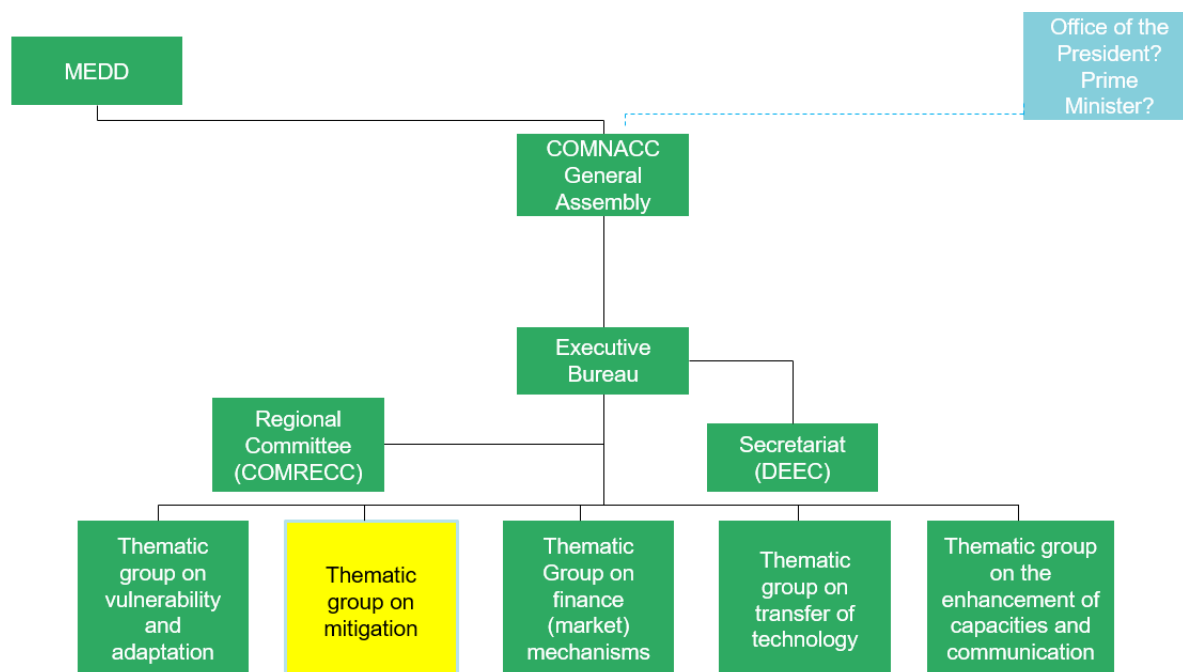 MEDD
Office of the
President?
Prime
Minister?
COMNACC
General
Assembly
Executive
Bureau
Regional
Committee
(COMRECC)
Secretariat
(DEEC)
Thematic
group on
vulnerability
and
adaptation
Thematic
group on
mitigation
Thematic
Group on
finance
(market)
mechanisms
Thematic
group on
transfer of
technology
Thematic group
on the
enhancement of
capacities and
communication